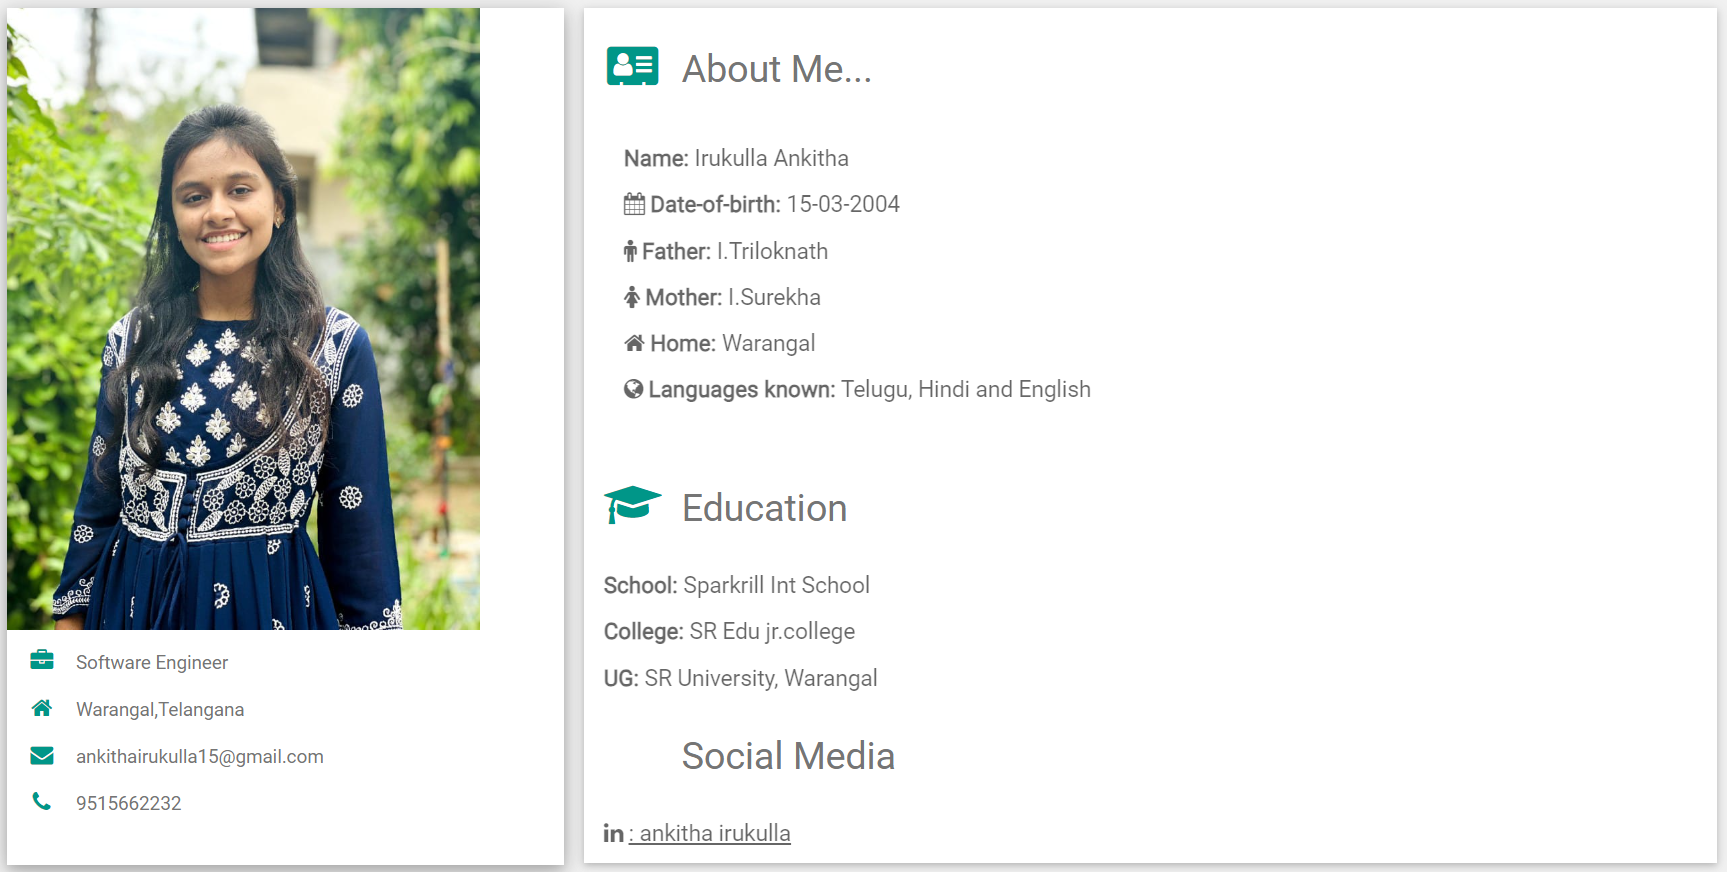 Software Engineer
Warangal,Telangana
ankithairukulla15@gmail.com
9515662232
About Me...
Name: Irukulla Ankitha
Date-of-birth: 15-03-2004
Father: I.Triloknath
Mother: I.Surekha
Home: Warangal
Languages known: Telugu, Hindi and English
Education
School: Sparkrill Int School
College: SR Edu jr.college
UG: SR University, Warangal
Social Media
in : ankitha irukulla